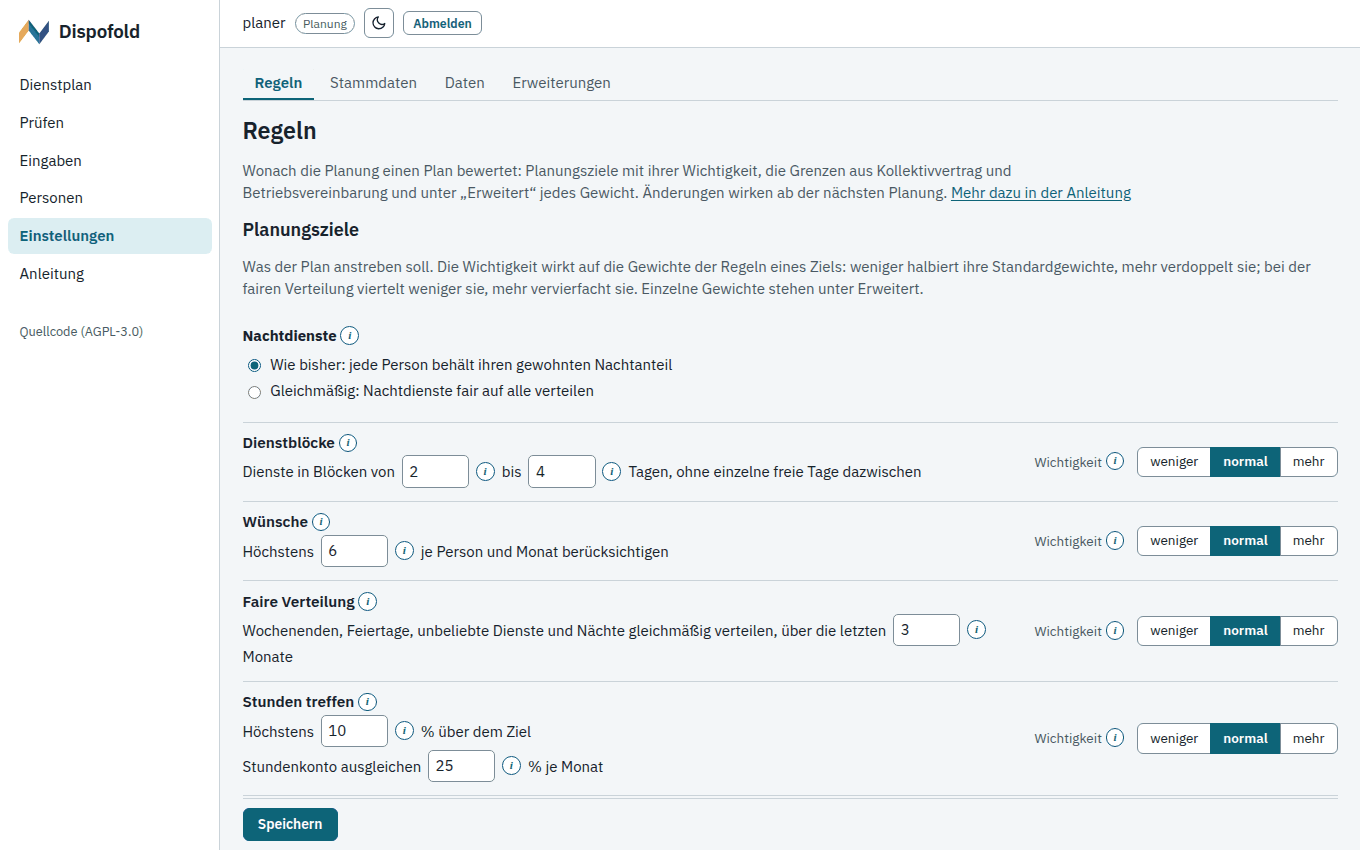 Dispofold
planer
Planung
Abmelden
Dienstplan
Prüfen
Eingaben
Personen
Einstellungen
Anleitung
Quellcode (AGPL-3.0)
Regeln Stammdaten Daten Erweiterungen
Regeln
Wonach die Planung einen Plan bewertet: Planungsziele mit ihrer Wichtigkeit, die Grenzen aus Kollektivvertrag und
Betriebsvereinbarung und unter „Erweitert“ jedes Gewicht. Änderungen wirken ab der nächsten Planung. Mehr dazu in der Anleitung
Planungsziele
Was der Plan anstreben soll. Die Wichtigkeit wirkt auf die Gewichte der Regeln eines Ziels: weniger halbiert ihre Standardgewichte, mehr verdoppelt sie; bei der
fairen Verteilung viertelt weniger sie, mehr vervierfacht sie. Einzelne Gewichte stehen unter Erweitert.
Nachtdienste i
Wie bisher: jede Person behält ihren gewohnten Nachtanteil
Gleichmäßig: Nachtdienste fair auf alle verteilen
Dienstblöcke i
Dienste in Blöcken von 2 i bis 4 i Tagen, ohne einzelne freie Tage dazwischen
Wichtigkeit i weniger normal mehr
Wünsche i
Höchstens 6 i je Person und Monat berücksichtigen
Wichtigkeit i weniger normal mehr
Faire Verteilung i
Wochenenden, Feiertage, unbeliebte Dienste und Nächte gleichmäßig verteilen, über die letzten 3 i
Monate
Wichtigkeit i weniger normal mehr
Stunden treffen i
Höchstens 10 i % über dem Ziel
Stundenkonto ausgleichen 25 i % je Monat
Wichtigkeit i weniger normal mehr
Speichern